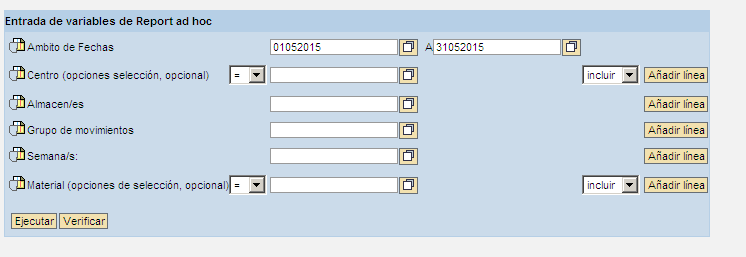 Entrada de variables de Report ad hoc
Ambito de Fechas 01052015 A 31052015
Centro (opciones selección, opcional) = incluir Añadir línea
Almacen/es Añadir línea
Grupo de movimientos Añadir línea
Semana/s: Añadir línea
Material (opciones de selección, opcional) = incluir Añadir línea
Ejecutar Verificar